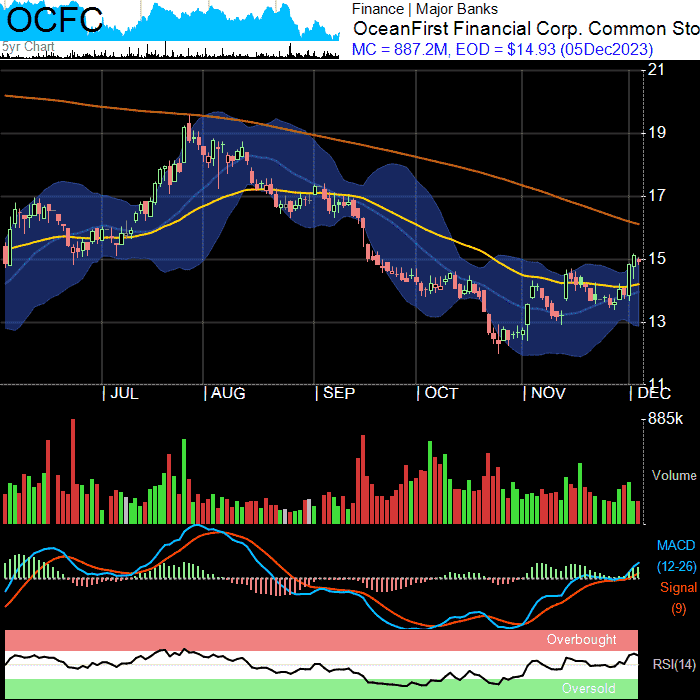 OCFC
5yr Chart
Finance | Major Banks
OceanFirst Financial Corp. Common Sto
MC = 887.2M, EOD = $14.93 (05Dec2023)
21
19
17
15
13
11
JUL AUG SEP OCT NOV DEC
885k
Volume
MACD
(12-26)
Signal
(9)
Overbought
RSI(14)
Oversold